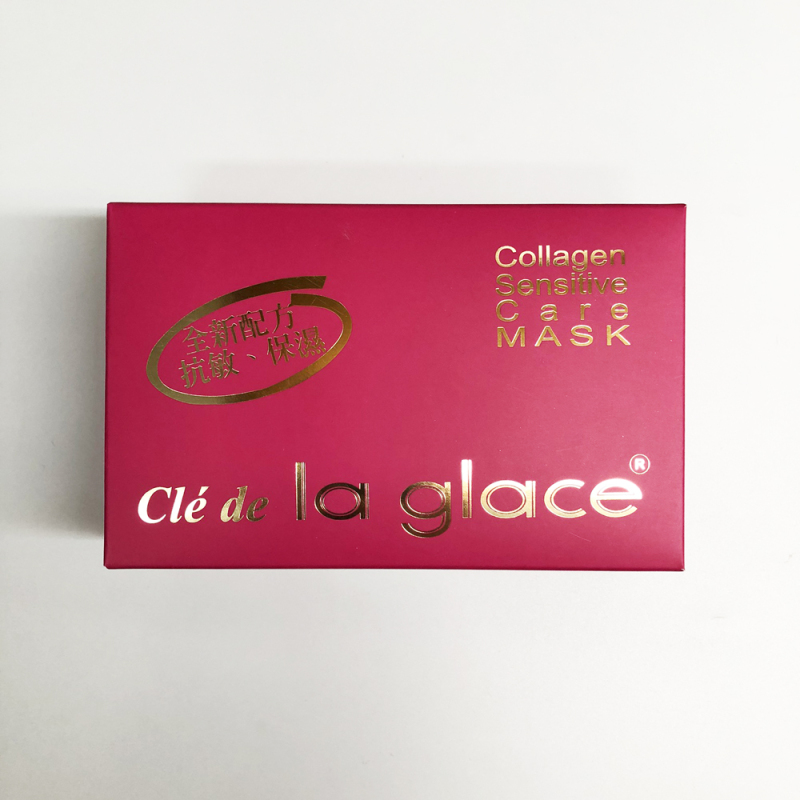 Collagen
Sensitive
Care
MASK
全新配方
抗敏、保濕
Clé de la glace®